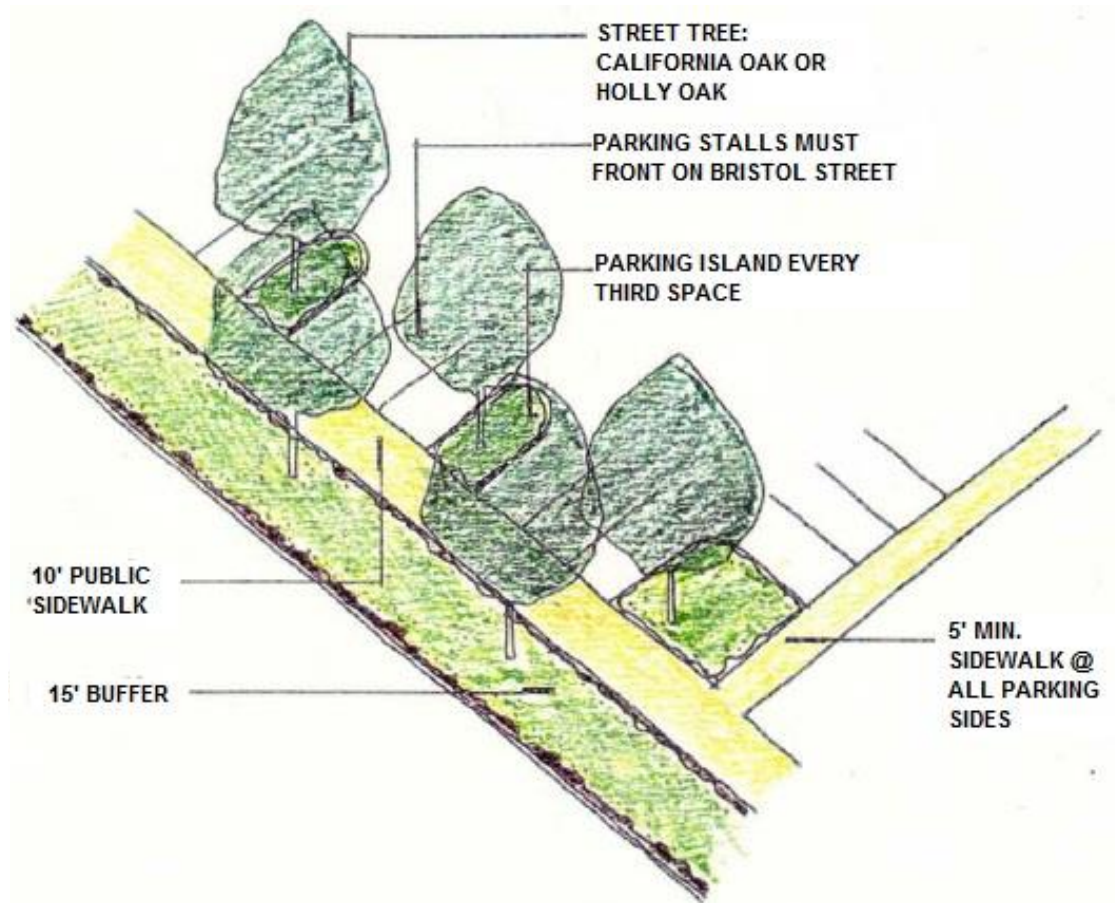 STREET TREE:
CALIFORNIA OAK OR
HOLLY OAK
PARKING STALLS MUST
FRONT ON BRISTOL STREET
PARKING ISLAND EVERY
THIRD SPACE
10' PUBLIC
'SIDEWALK
15' BUFFER
5' MIN.
SIDEWALK @
ALL PARKING
SIDES